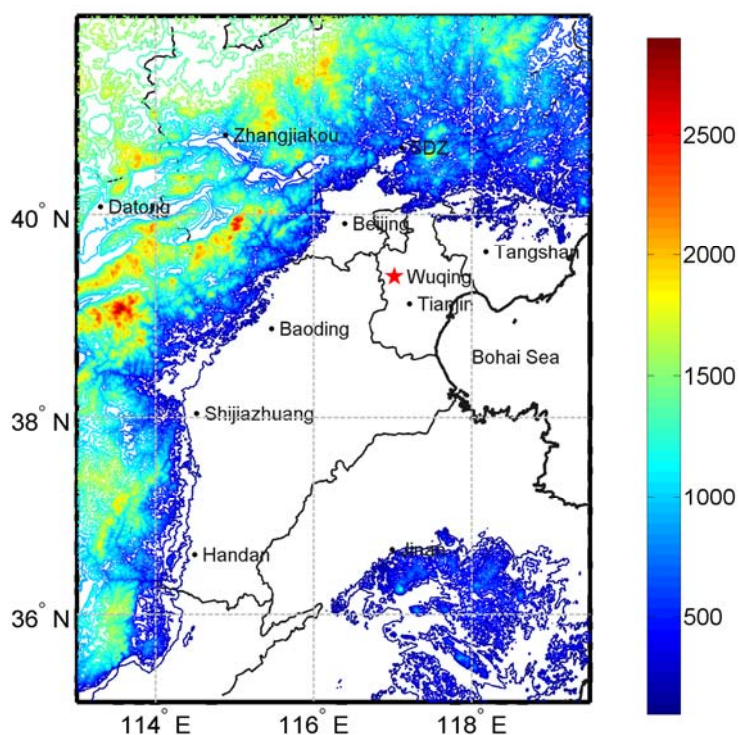 2500
Zhangjiakou
SDZ
40° N
Datong
Beijing
2000
Tangshan
Wuqing
Tianjin
Baoding
Bohai Sea
1500
38° N
Shijiazhuang
1000
Handan
Jinan
36° N
500
114° E
116° E
118° E